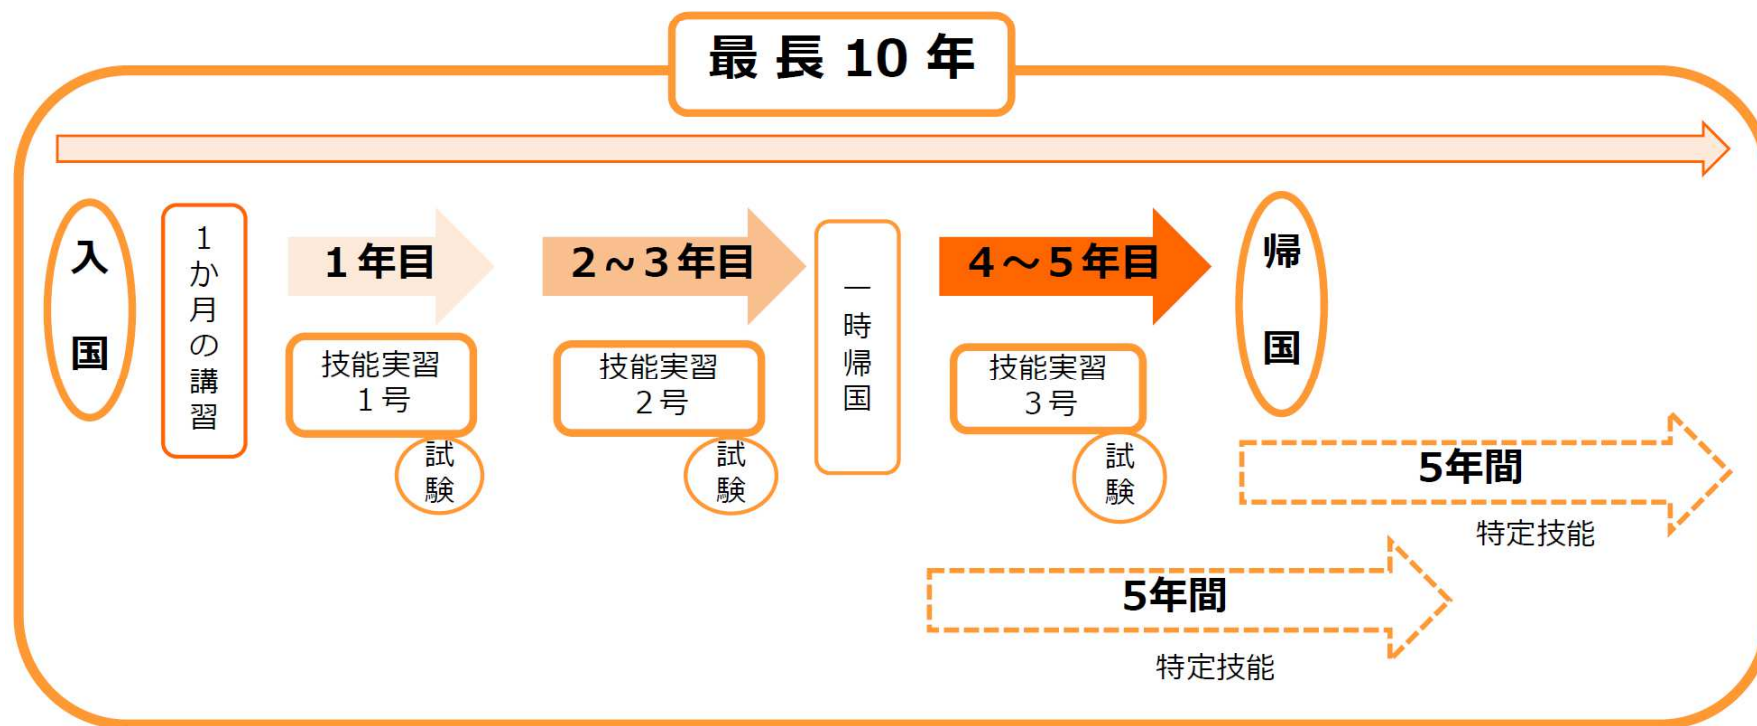 最長10年
入国
1か月の講習
1年目
技能実習
1号
試験
2~3年目
技能実習
2号
試験
一時帰国
4～5年目
技能実習
3号
試験
帰国
5年間
特定技能
5年間
特定技能